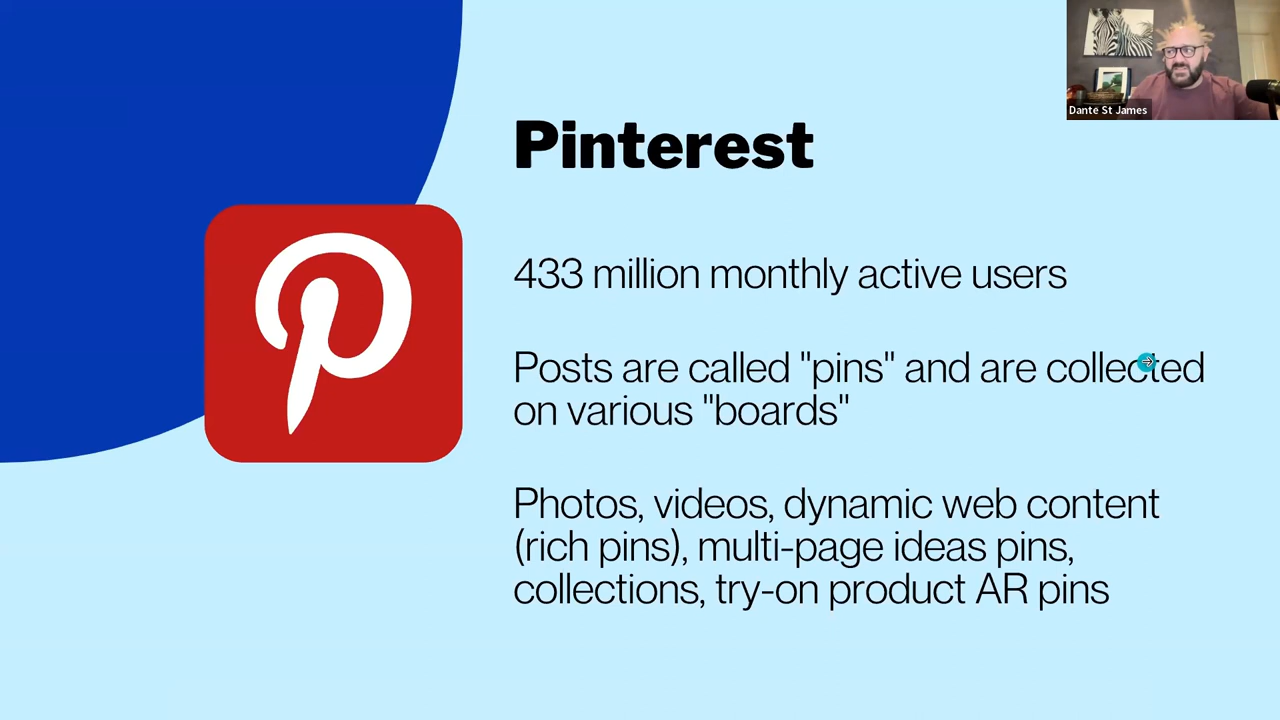 Dante St James
Pinterest
433 million monthly active users
Posts are called "pins" and are collected
on various "boards"
Photos, videos, dynamic web content
(rich pins), multi-page ideas pins,
collections, try-on product AR pins